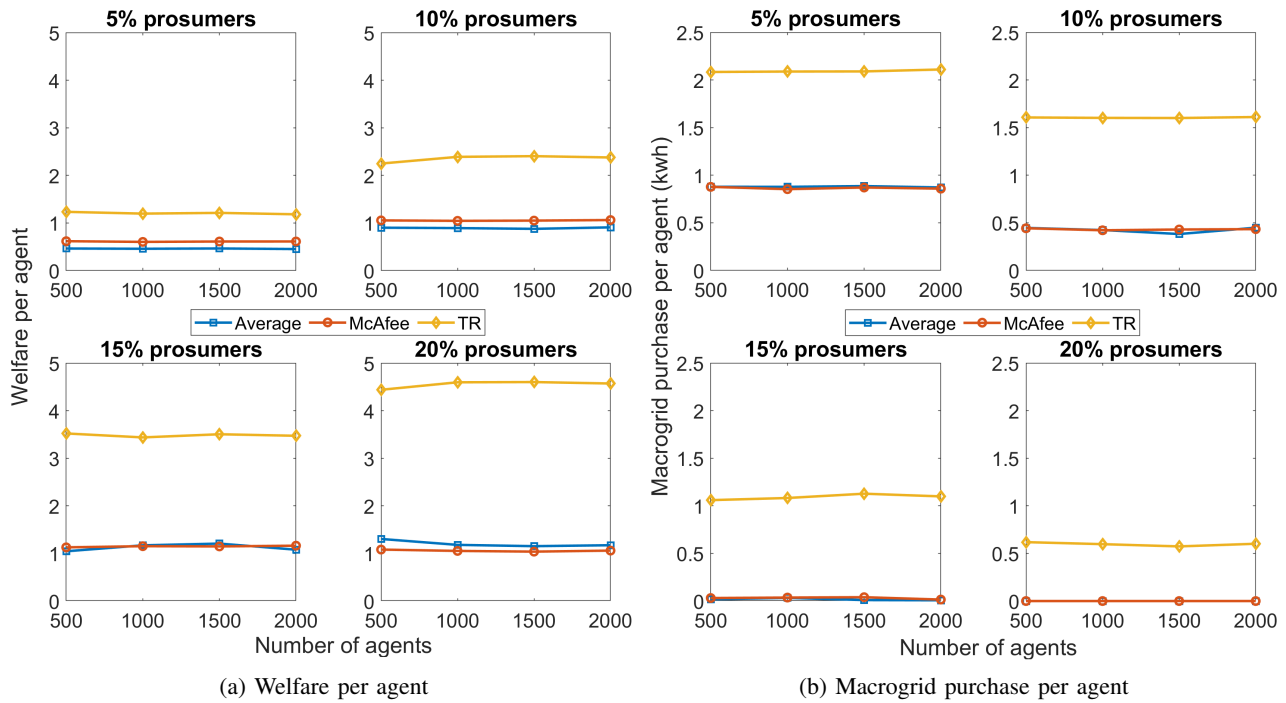 5% prosumers
10% prosumers
5
4
3
2
1
0
500 1000 1500 2000
5
4
3
2
1
0
500 1000 1500 2000
Average McAfee TR
15% prosumers
20% prosumers
5
4
3
2
1
0
500 1000 1500 2000
5
4
3
2
1
0
500 1000 1500 2000
Welfare per agent
Number of agents
(a) Welfare per agent
5% prosumers
10% prosumers
2.5
2
1.5
1
0.5
0
500 1000 1500 2000
2.5
2
1.5
1
0.5
0
500 1000 1500 2000
Average McAfee TR
15% prosumers
20% prosumers
2.5
2
1.5
1
0.5
0
500 1000 1500 2000
2.5
2
1.5
1
0.5
0
500 1000 1500 2000
Macrogrid purchase per agent (kwh)
Number of agents
(b) Macrogrid purchase per agent